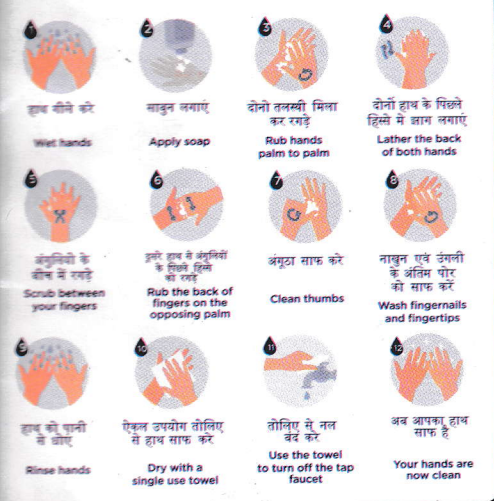 1
हाथ गीले करे
Wet hands
2
साबुन लगाएं
Apply soap
3
दोनो तलस्थी मिला
कर रगड़े
Rub hands
palm to palm
4
दोनों हाथ के पिछले
हिस्से मे झाग लगाएं
Lather the back
of both hands
5
अंगुलियो के
बीच में रगड़े
Scrub between
your fingers
6
दुसरे हाथ से अंगुलियों
के पिछले हिस्से
को रगड़े
Rub the back of
fingers on the
opposing palm
7
अंगूठा साफ करे
Clean thumbs
8
नाखुन एवं उंगली
के अंतिम पोर
को साफ करें
Wash fingernails
and fingertips
9
हाथ को पानी
से धोए
Rinse hands
10
ऐकल उपयोग तोलिए
से हाथ साफ करे
Dry with a
single use towel
11
तोलिए से नल
बंद करे
Use the towel
to turn off the tap
faucet
12
अब आपका हाथ
साफ है
Your hands are
now clean